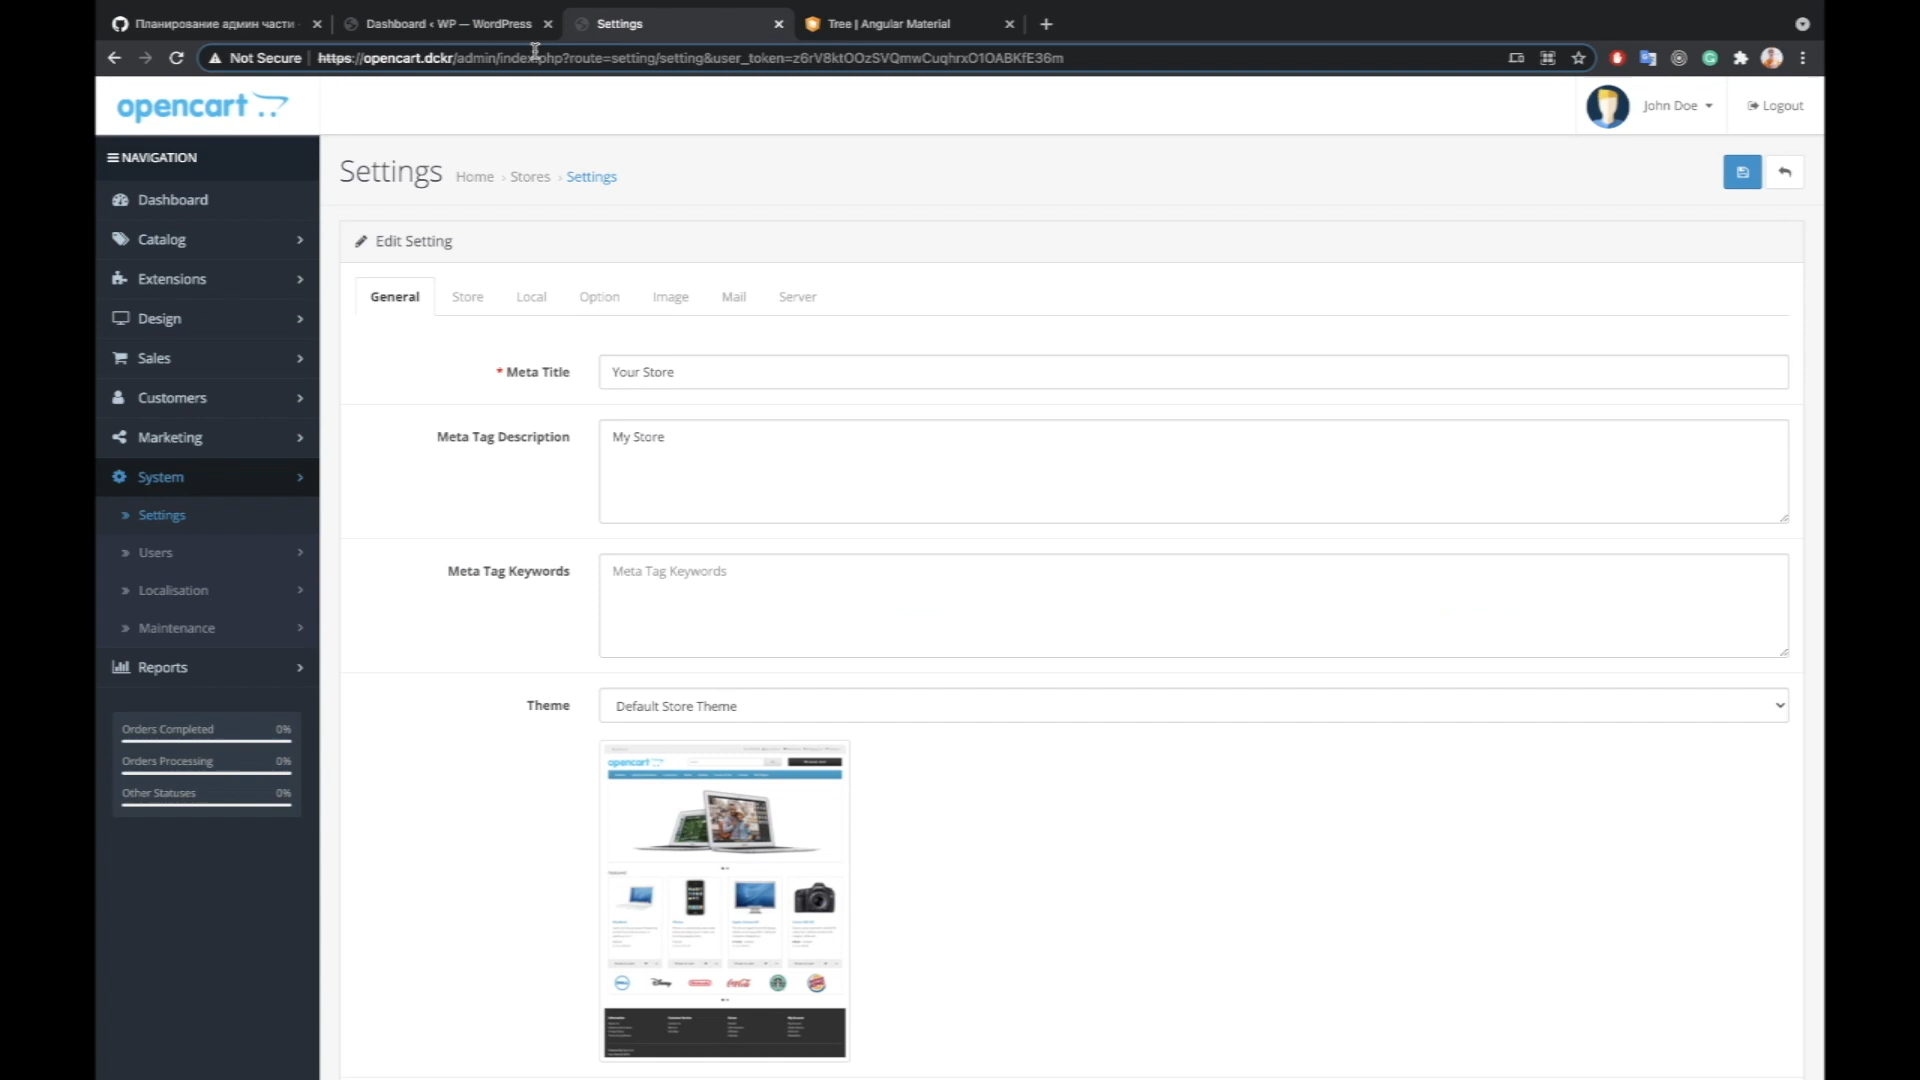 Планирование админ части
Dashboard ‹ WP — WordPress
Settings
Tree | Angular Material
Not Secure
https://opencart.dckr/admin/index.php?route=setting/setting&user_token=z6rV8ktOOzSVQmwCuqhrxO1OABKfE36m
opencart
John Doe
Logout
NAVIGATION
Dashboard
Catalog
Extensions
Design
Sales
Customers
Marketing
System
Settings
Users
Localisation
Maintenance
Reports
Orders Completed 0%
Orders Processing 0%
Other Statuses 0%
Settings
Home › Stores › Settings
Edit Setting
General Store Local Option Image Mail Server
* Meta Title
Your Store
Meta Tag Description
My Store
Meta Tag Keywords
Meta Tag Keywords
Theme
Default Store Theme
opencart
Disney
Coca-Cola